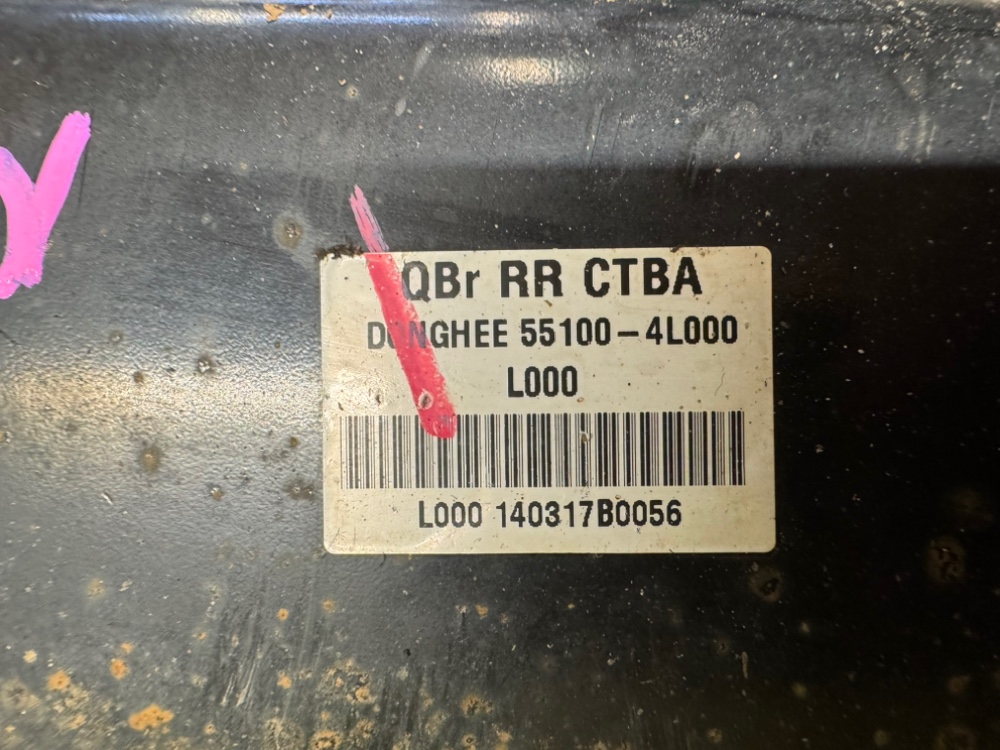 QBr RR CTBA
DONGHEE 55100-4L000
L000
L000 140317B0056